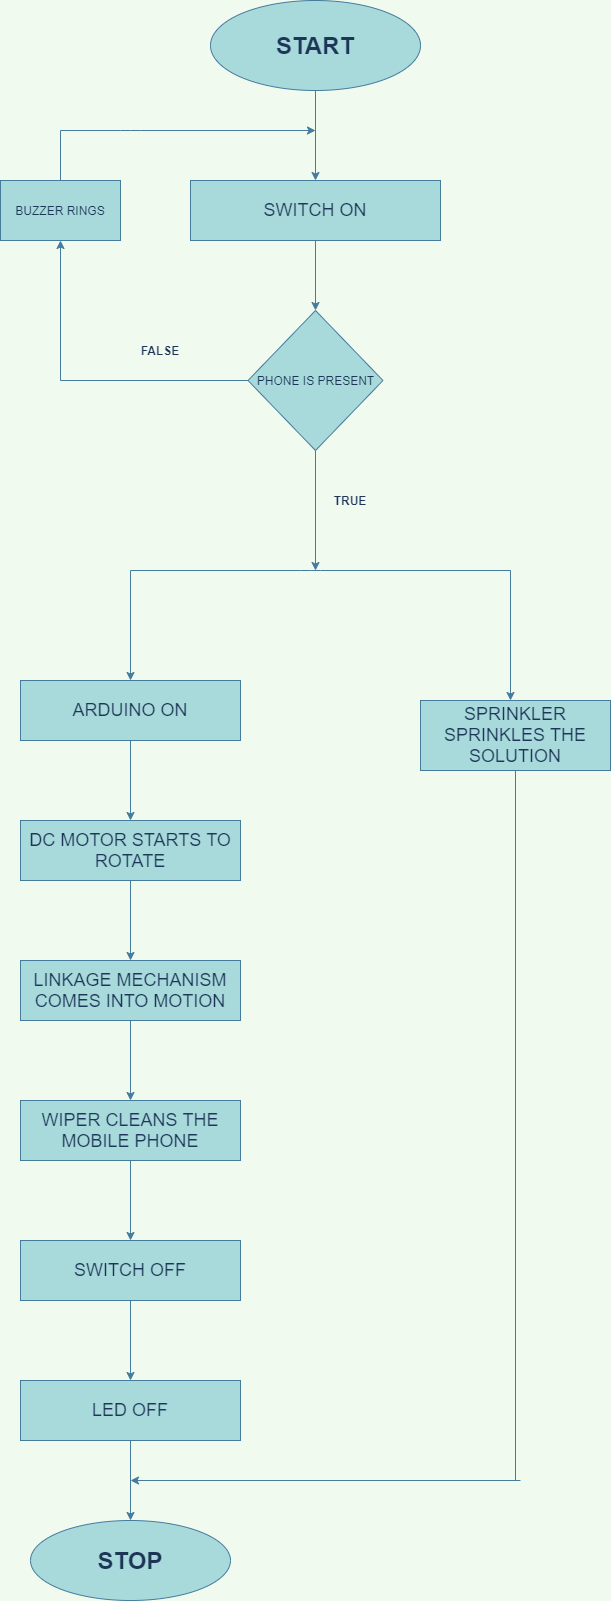 START
BUZZER RINGS
SWITCH ON
FALSE
PHONE IS PRESENT
TRUE
ARDUINO ON
SPRINKLER
SPRINKLES THE
SOLUTION
DC MOTOR STARTS TO
ROTATE
LINKAGE MECHANISM
COMES INTO MOTION
WIPER CLEANS THE
MOBILE PHONE
SWITCH OFF
LED OFF
STOP